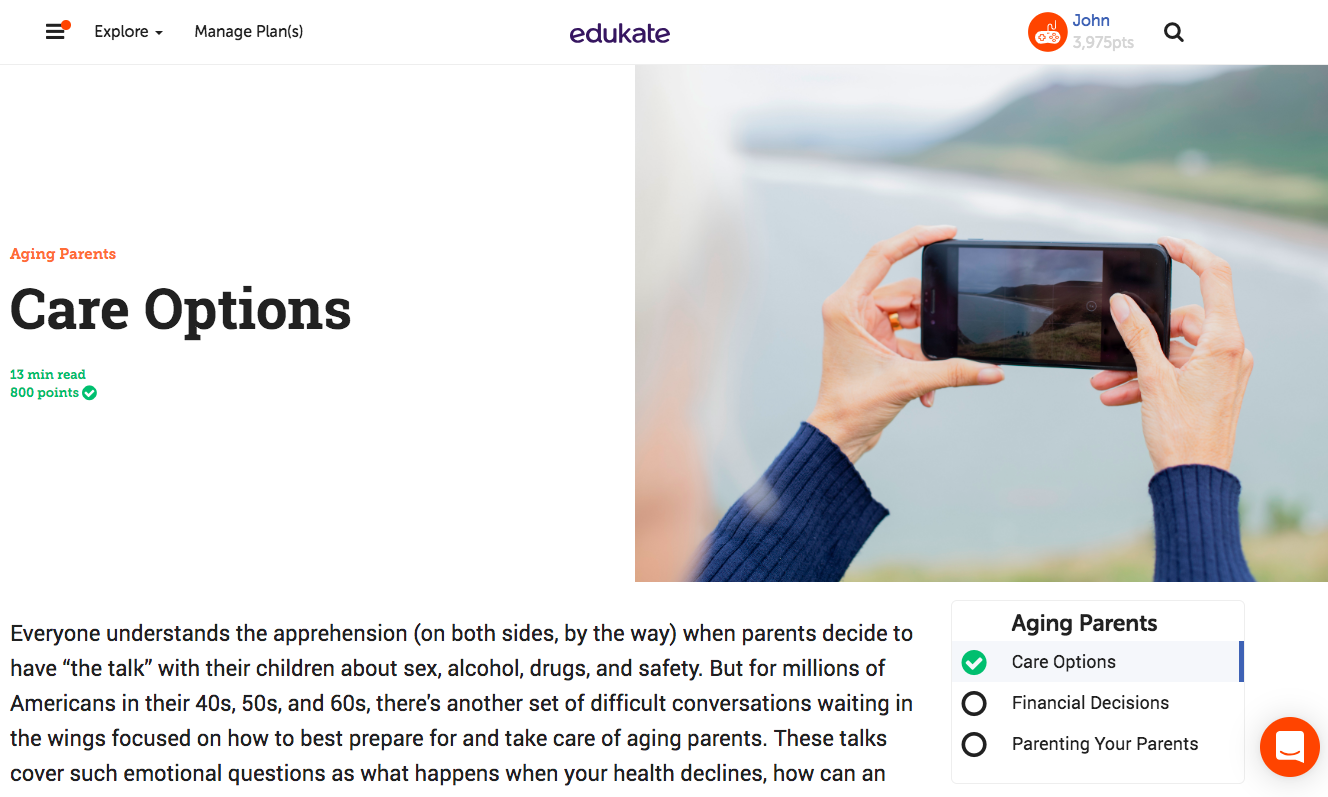 Explore
Manage Plan(s)
edukate
John
3,975pts
Aging Parents
Care Options
13 min read
800 points
Everyone understands the apprehension (on both sides, by the way) when parents decide to
have “the talk” with their children about sex, alcohol, drugs, and safety. But for millions of
Americans in their 40s, 50s, and 60s, there’s another set of difficult conversations waiting in
the wings focused on how to best prepare for and take care of aging parents. These talks
cover such emotional questions as what happens when your health declines, how can an
Aging Parents
Care Options
Financial Decisions
Parenting Your Parents